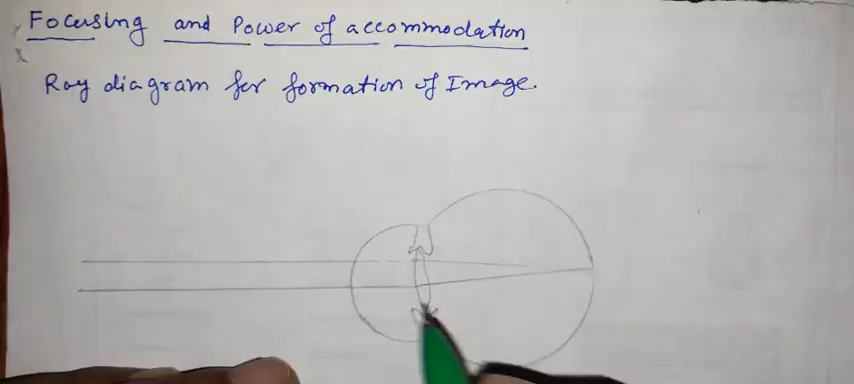 Focusing and Power of accommodation
Ray diagram for formation of Image.